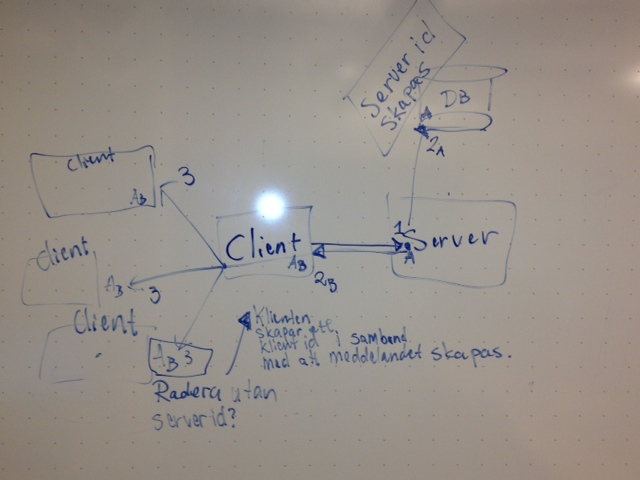 Server id
skapas
DB
2A
Client
AB
3
Client
AB
2B
1
Server
A
Client
AB
3
Client
AB 3
Klienten
skapar ett
klient id i samband
med att meddelandet skapas.
Radera utan
serverid?